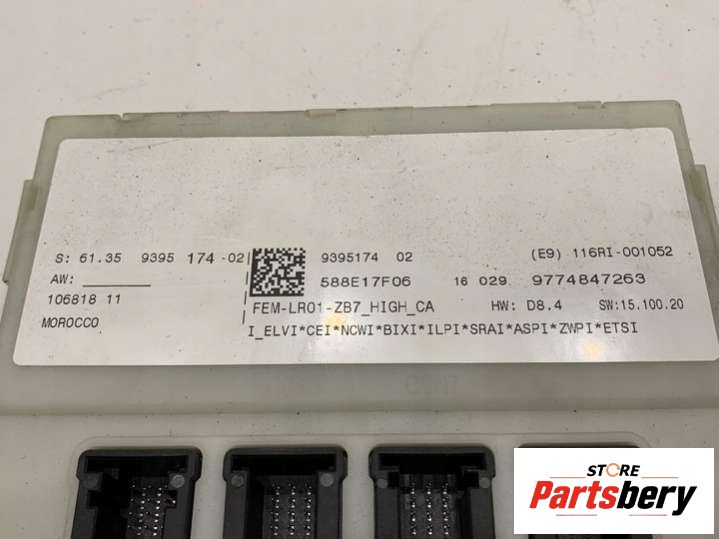 S: 61.35 9395 174 -02
AW:
106818 11
MOROCCO
9395174 02
(E9) 116RI-001052
588E17F06
16 029 9774847263
FEM-LR01-ZB7_HIGH_CA
HW: D8.4
SW:15.100.20
I_ELVI*CEI*NCWI*BIXI*ILPI*SRAI*ASPI*ZWPI*ETSI
STORE
Partsbery